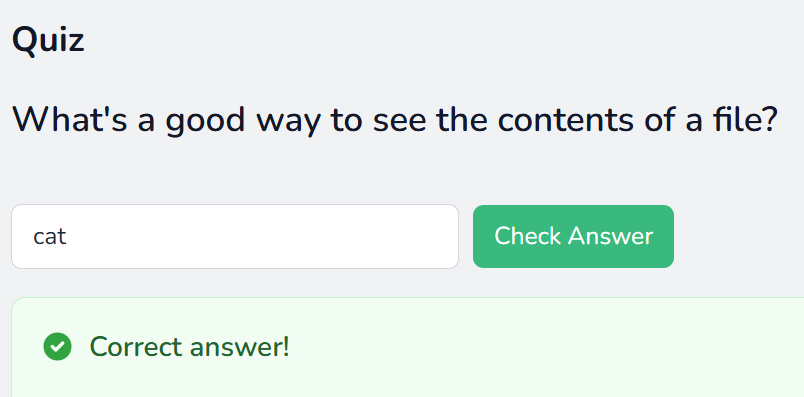 Quiz
What's a good way to see the contents of a file?
cat
Check Answer
Correct answer!